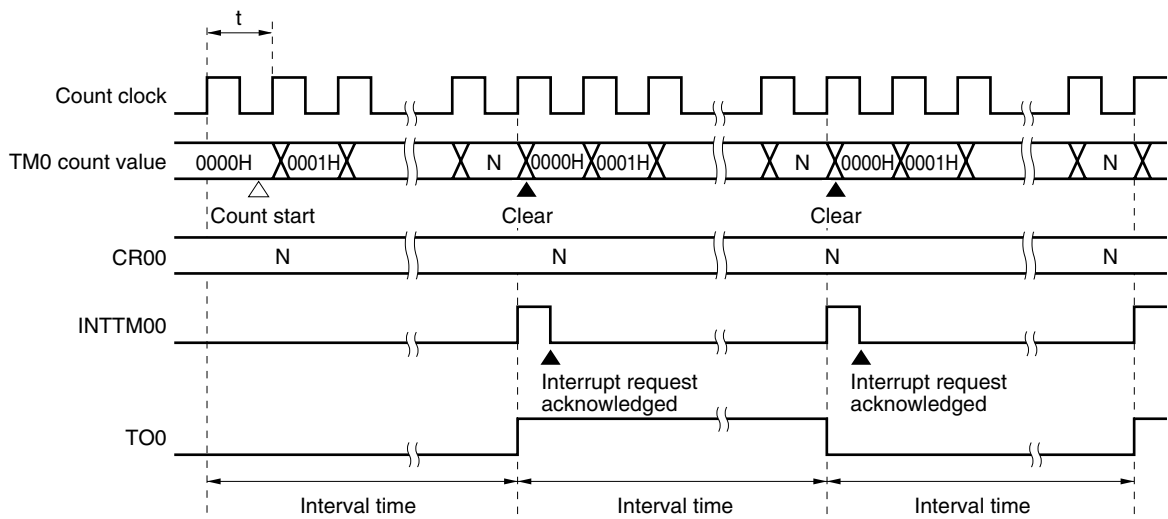 t
Count clock
TM0 count value 0000H 0001H N 0000H 0001H N 0000H 0001H N
Count start Clear Clear
CR00 N N N N
INTTM00
Interrupt request
acknowledged
Interrupt request
acknowledged
TO0
Interval time Interval time Interval time